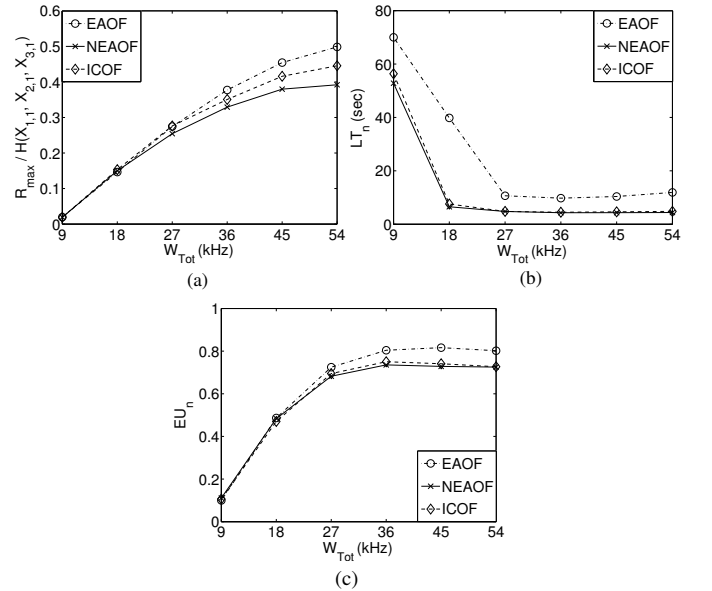 0.6
0.5
0.4
0.3
0.2
0.1
0
R_max / H(X_1,1, X_2,1, X_3,1)
EAOF
NEAOF
ICOF
9 18 27 36 45 54
W_Tot (kHz)
(a)
80
60
40
20
0
LT_n (sec)
EAOF
NEAOF
ICOF
9 18 27 36 45 54
W_Tot (kHz)
(b)
1
0.8
0.6
0.4
0.2
0
EU_n
EAOF
NEAOF
ICOF
9 18 27 36 45 54
W_Tot (kHz)
(c)